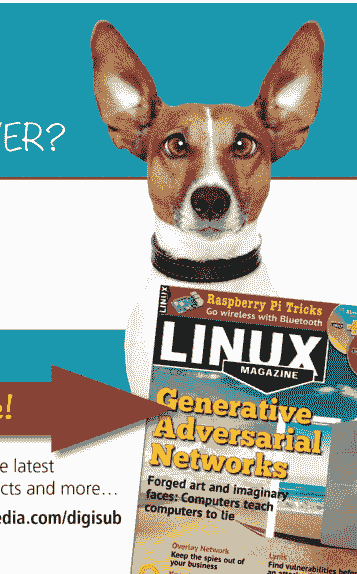 VER?
LINUX
Raspberry Pi Tricks
Go wireless with Bluetooth
LINUX
MAGAZINE
e!
Generative
Adversarial
Networks
Forged art and imaginary
faces: Computers teach
computers to lie
e latest
cts and more…
edia.com/digisub
Overlay Network
Keep the spies out of
your business
Lynis
Find vulnerabilities before